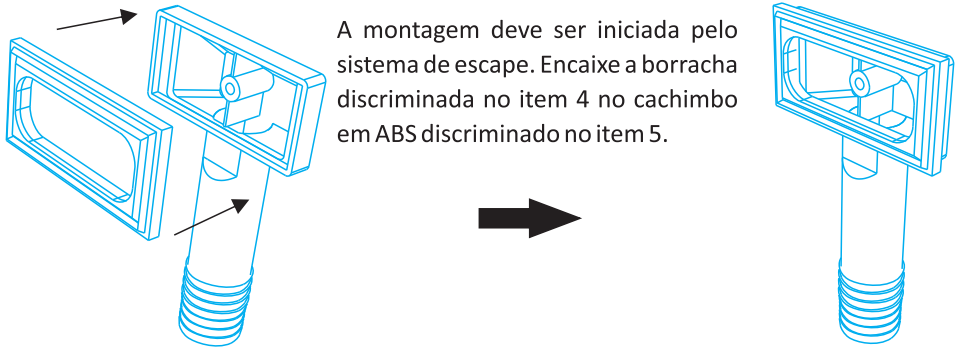 A montagem deve ser iniciada pelo
sistema de escape. Encaixe a borracha
discriminada no item 4 no cachimbo
em ABS discriminado no item 5.